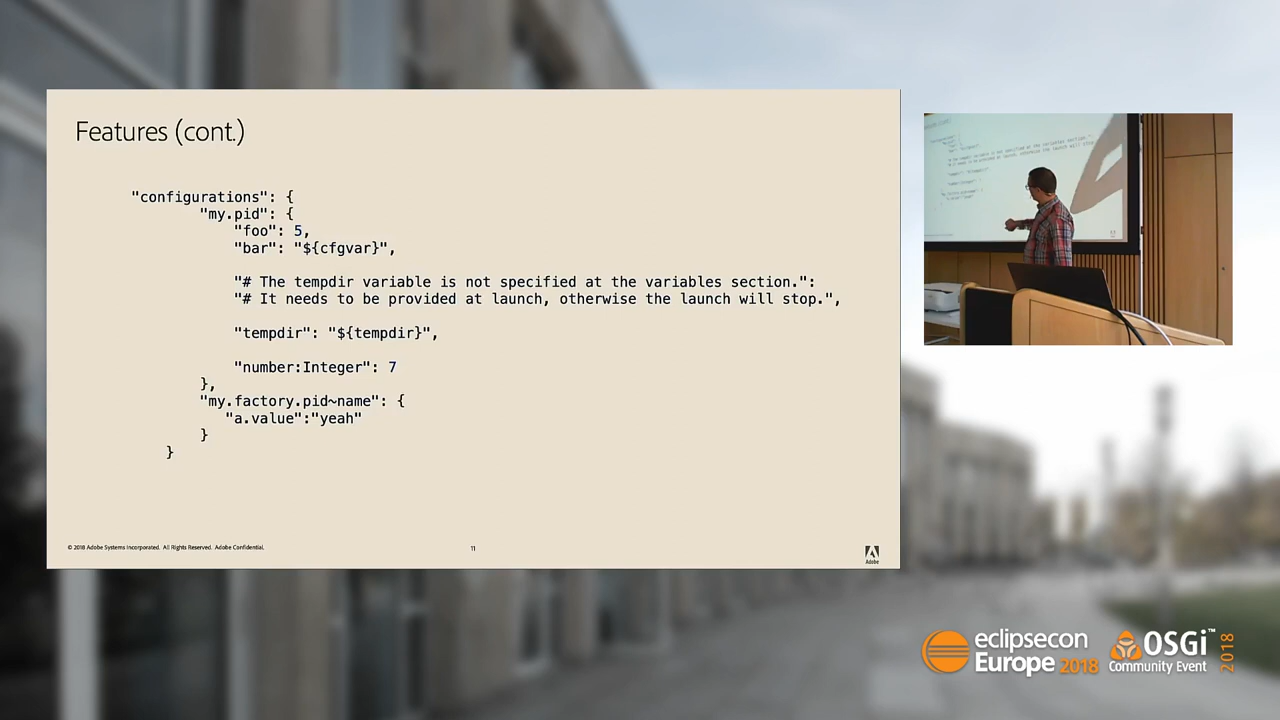 Features (cont.)
"configurations": {
"my.pid": {
"foo": 5,
"bar": "${cfgvar}",
"# The tempdir variable is not specified at the variables section.":
"# It needs to be provided at launch, otherwise the launch will stop.",
"tempdir": "${tempdir}",
"number:Integer": 7
},
"my.factory.pid~name": {
"a.value":"yeah"
}
}
© 2018 Adobe Systems Incorporated. All Rights Reserved. Adobe Confidential.
11
Adobe
eclipsecon
Europe 2018
OSGi™
Community Event
2018